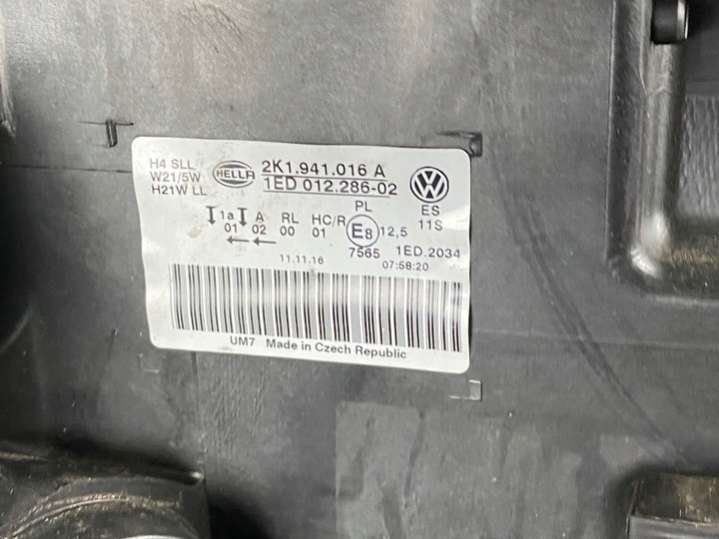 H4 SLL
W21/5W
H21W LL
HELLA
2K1.941.016 A
1ED 012.286-02
1a A RL HC/R PL ES
01 02 00 01 E8 12,5 11S
7565 1ED.2034
11.11.16 07:58:20
UM7 Made in Czech Republic